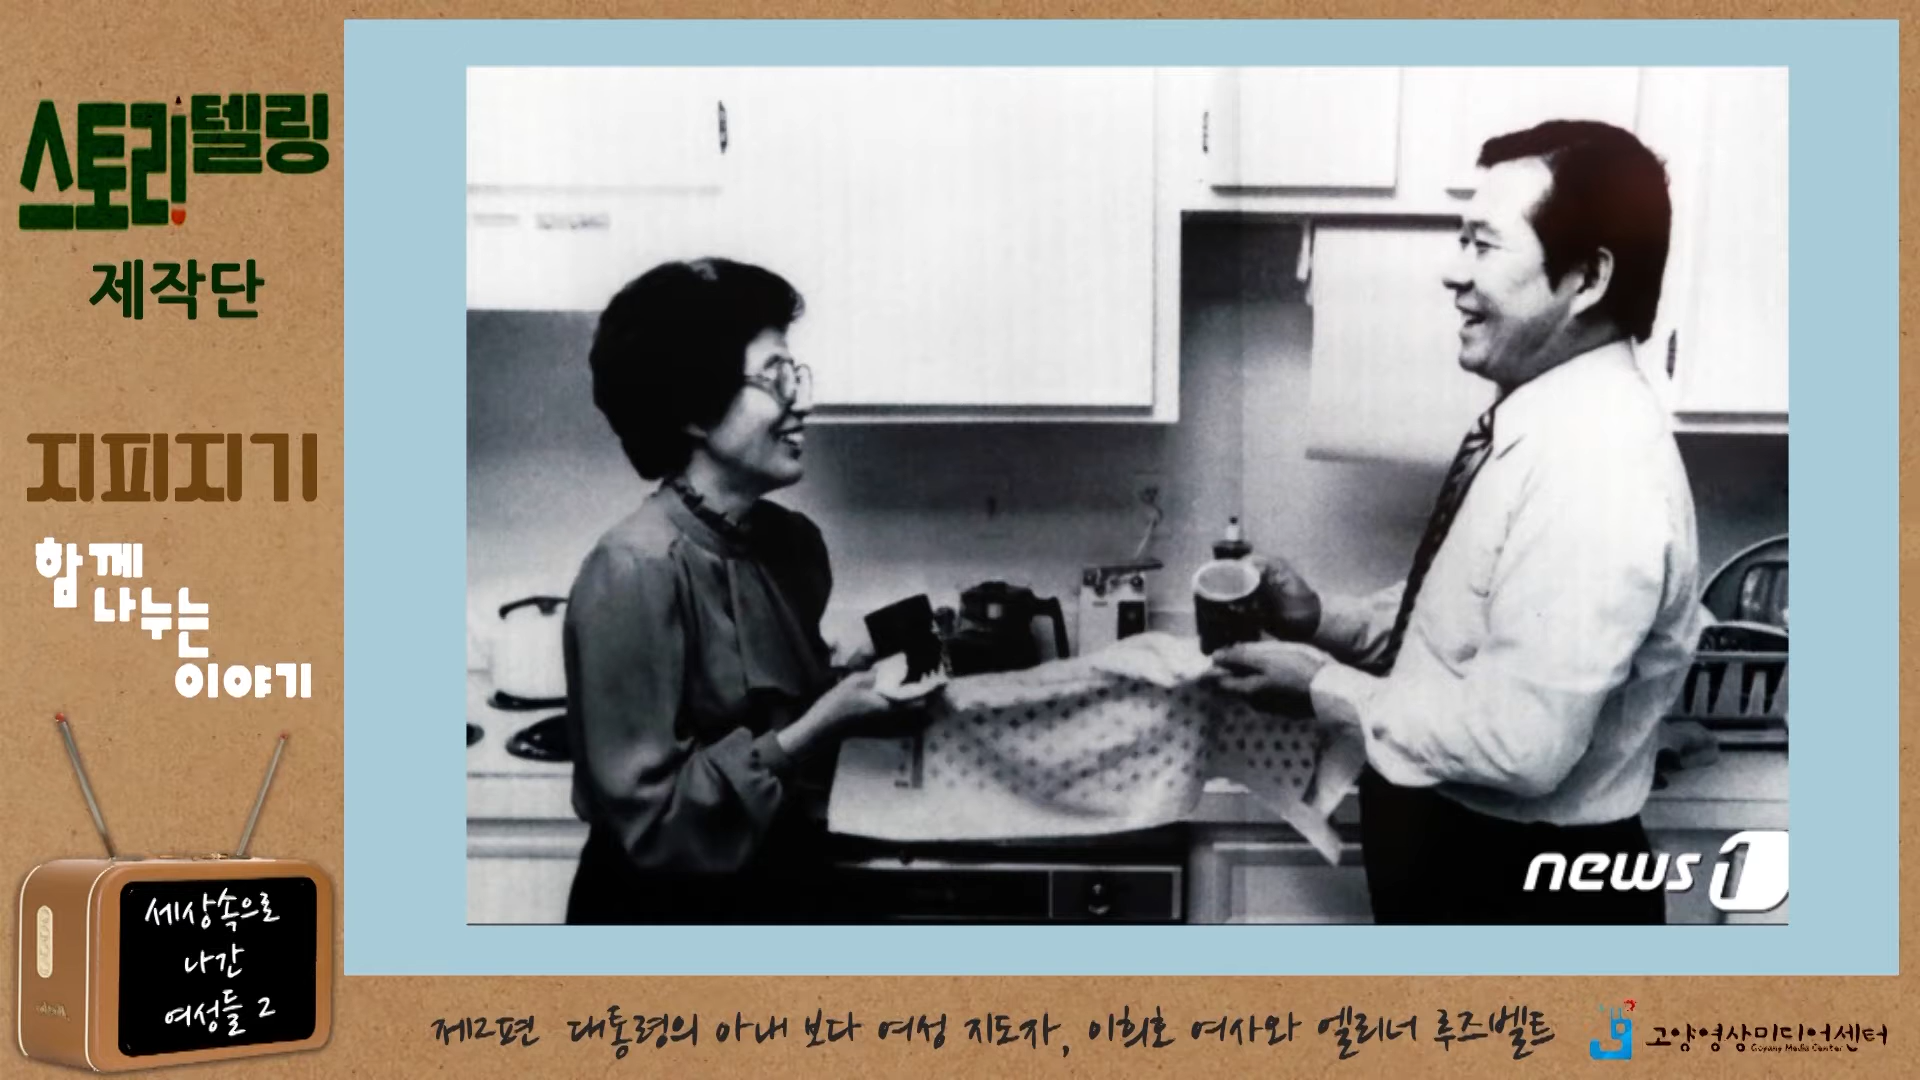 스토리텔링
제작단
지피지기
함께
나누는
이야기
세상속으로
나간
여성들 2
news1
제2편 대통령의 아내 보다 여성 지도자, 이희호 여사와 엘리너 루즈벨트
고양영상미디어센터
Goyang Media Center